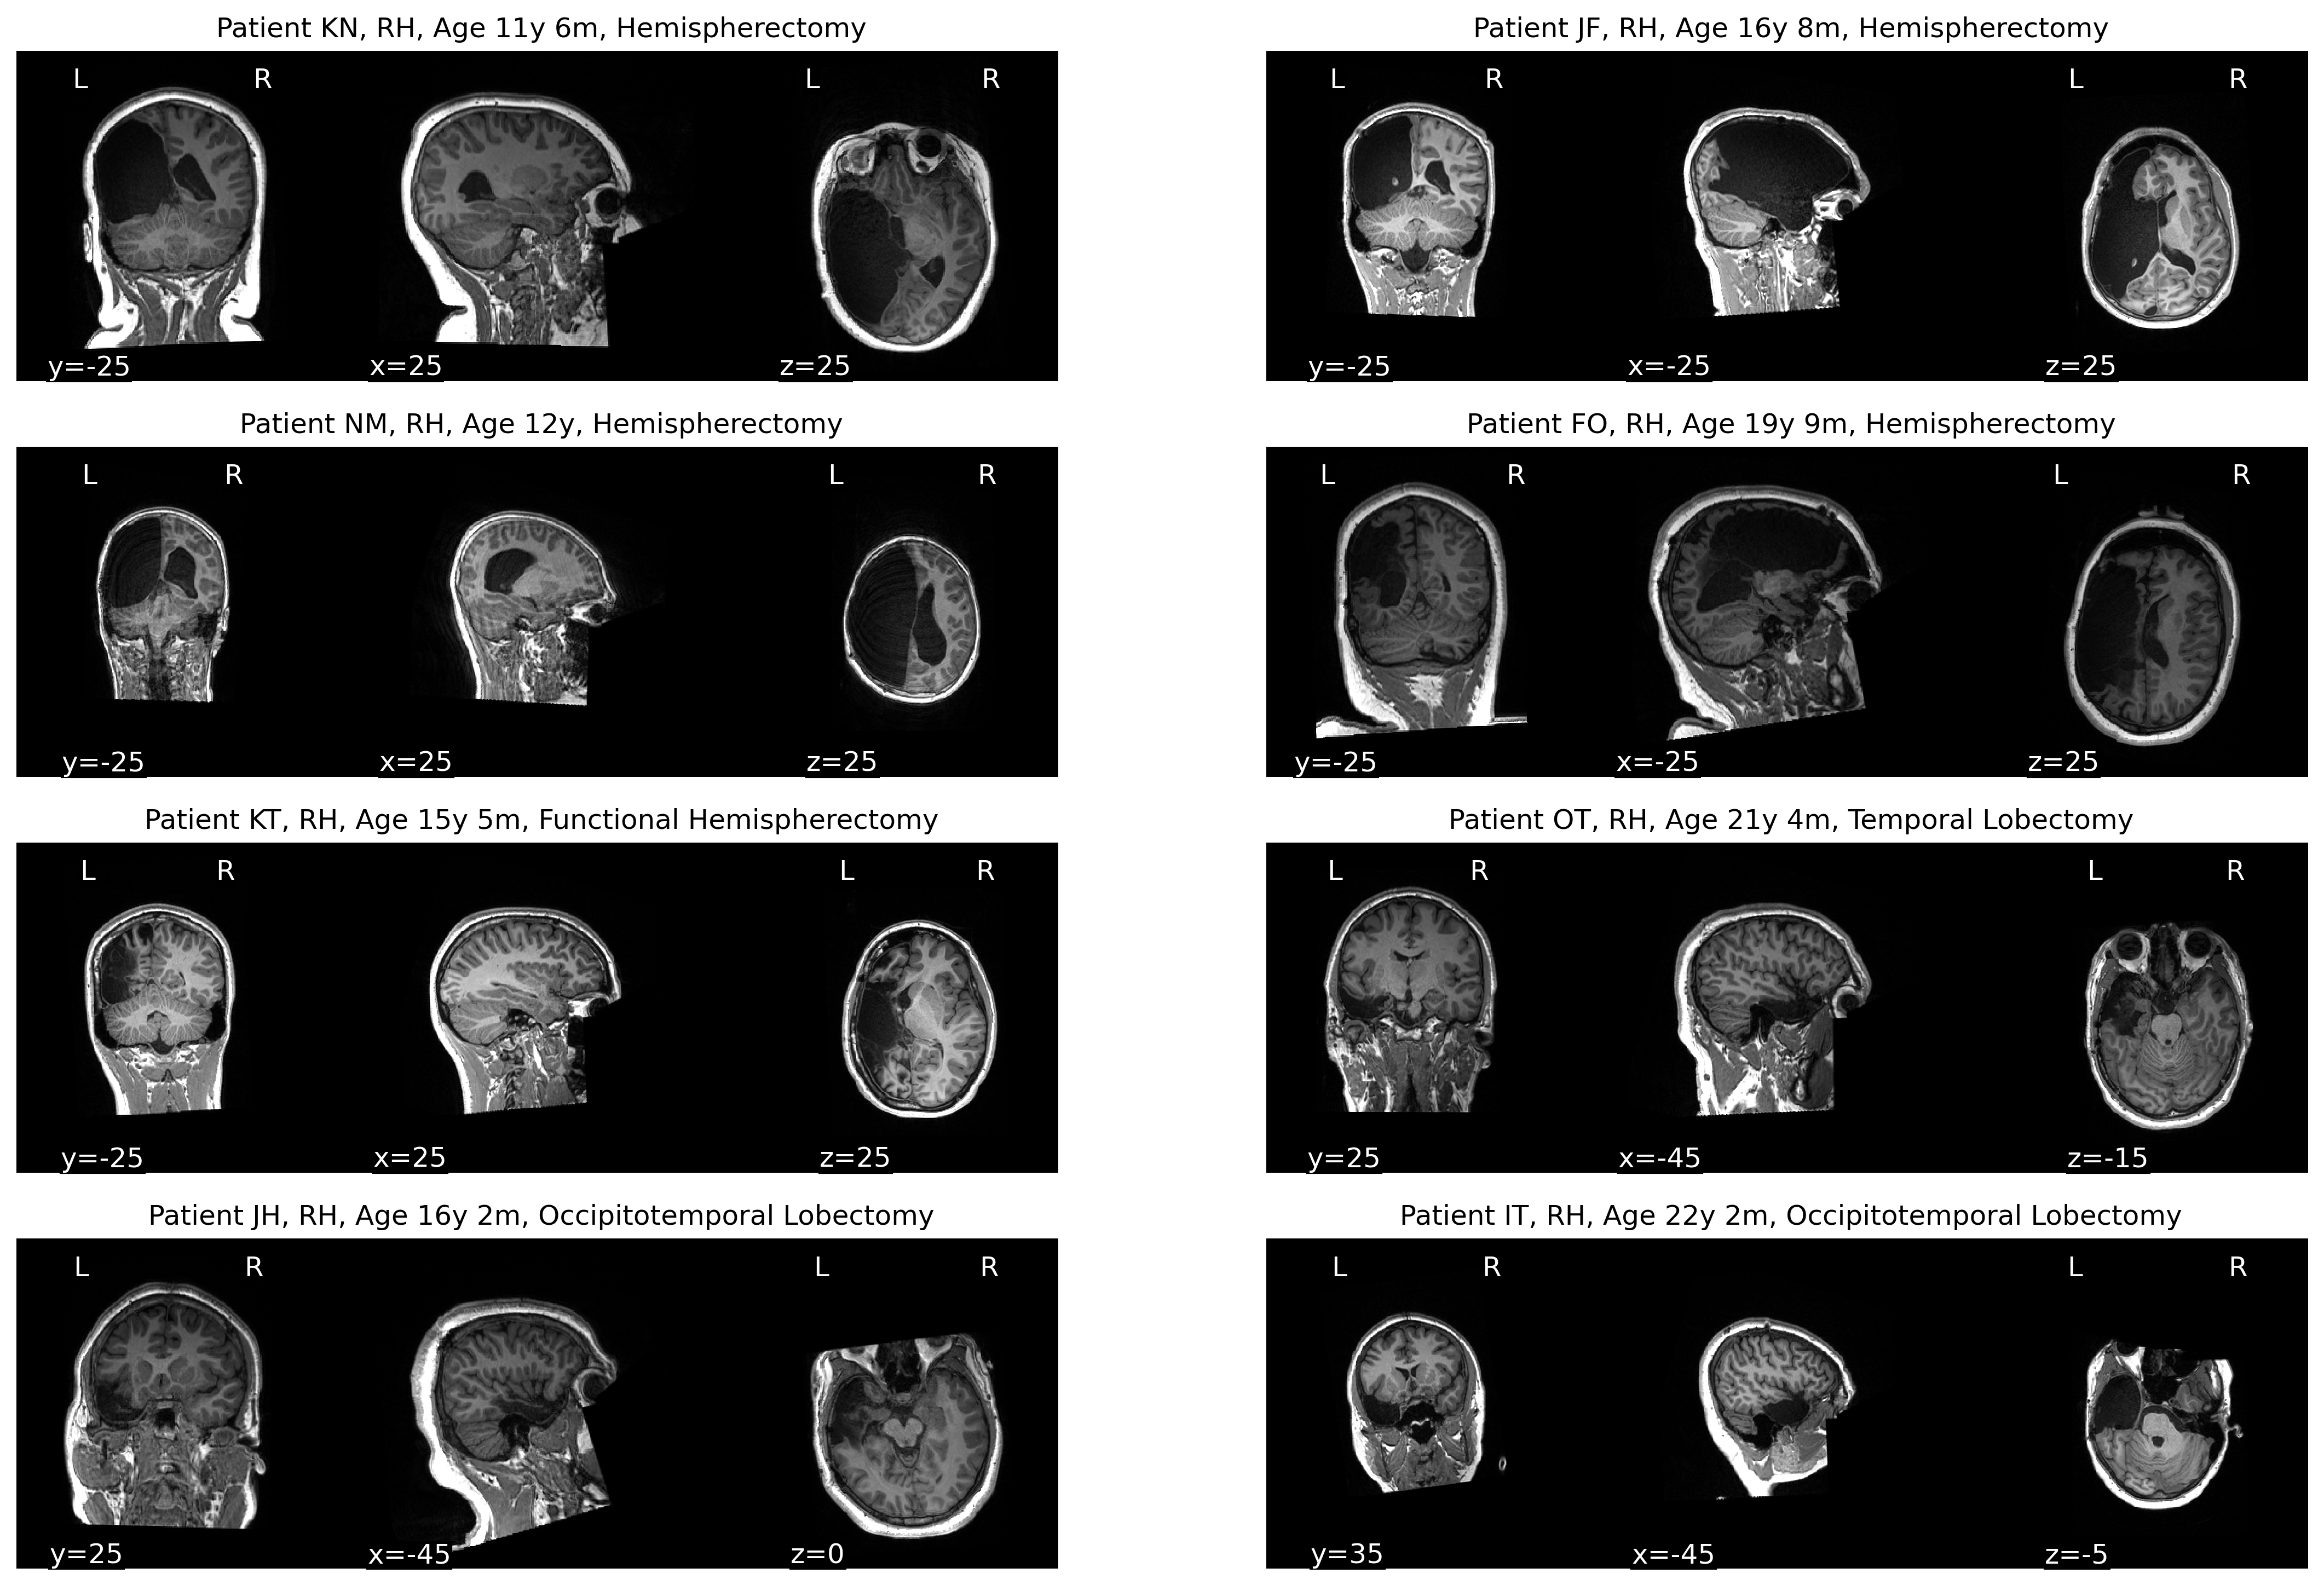 Patient KN, RH, Age 11y 6m, Hemispherectomy
L R L R
y=-25 x=25 z=25
Patient JF, RH, Age 16y 8m, Hemispherectomy
L R L R
y=-25 x=-25 z=25
Patient NM, RH, Age 12y, Hemispherectomy
L R L R
y=-25 x=25 z=25
Patient FO, RH, Age 19y 9m, Hemispherectomy
L R L R
y=-25 x=-25 z=25
Patient KT, RH, Age 15y 5m, Functional Hemispherectomy
L R L R
y=-25 x=25 z=25
Patient OT, RH, Age 21y 4m, Temporal Lobectomy
L R L R
y=25 x=-45 z=-15
Patient JH, RH, Age 16y 2m, Occipitotemporal Lobectomy
L R L R
y=25 x=-45 z=0
Patient IT, RH, Age 22y 2m, Occipitotemporal Lobectomy
L R L R
y=35 x=-45 z=-5